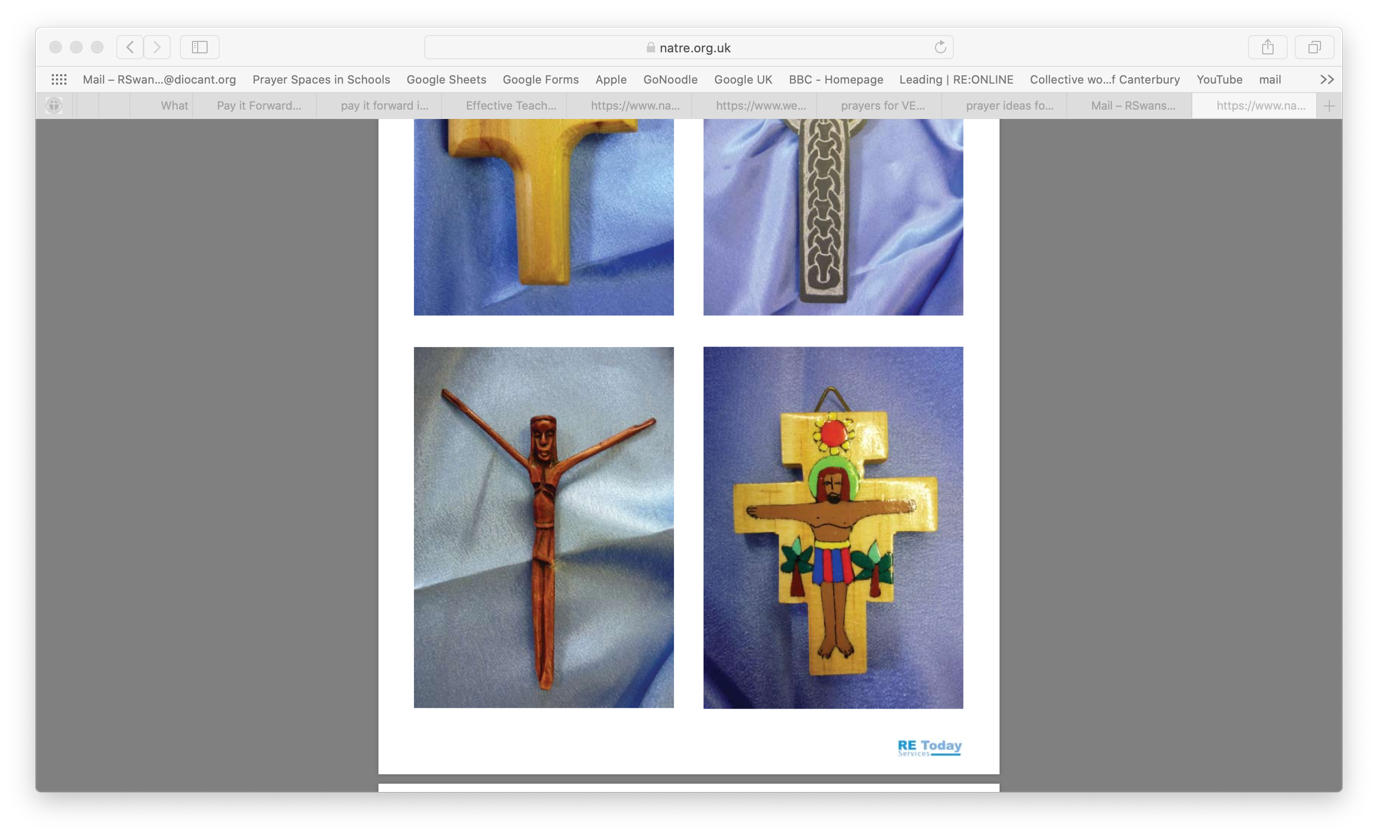 natre.org.uk
Mail – RSwan...@diocant.org Prayer Spaces in Schools Google Sheets Google Forms Apple GoNoodle Google UK BBC - Homepage Leading | RE:ONLINE Collective wo...f Canterbury YouTube mail
What Pay it Forward... pay it forward i... Effective Teach... https://www.na... https://www.we... prayers for VE... prayer ideas fo... Mail – RSwans... https://www.na...
RE Today
Services